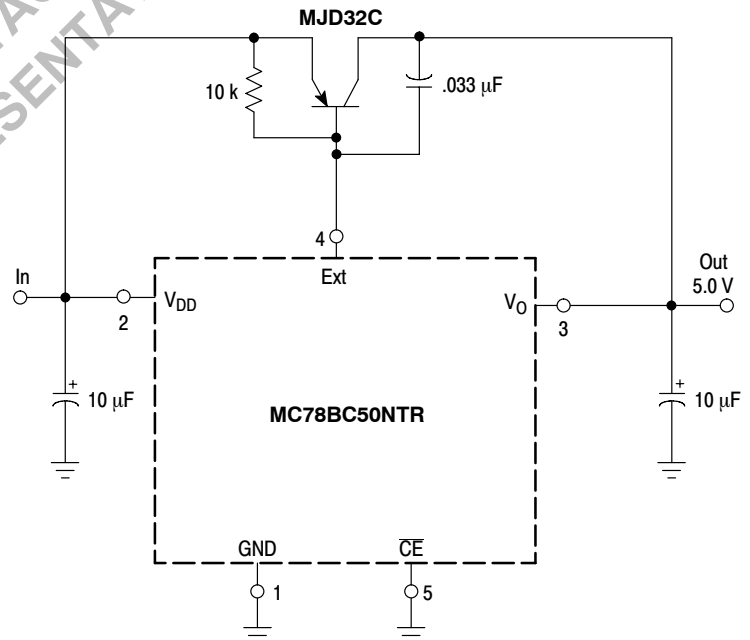 MJD32C
10 k
.033 μF
4
Ext
In
Out
5.0 V
V_DD
V_O
2
3
+
10 μF
+
10 μF
MC78BC50NTR
GND
C̅E̅
1
5